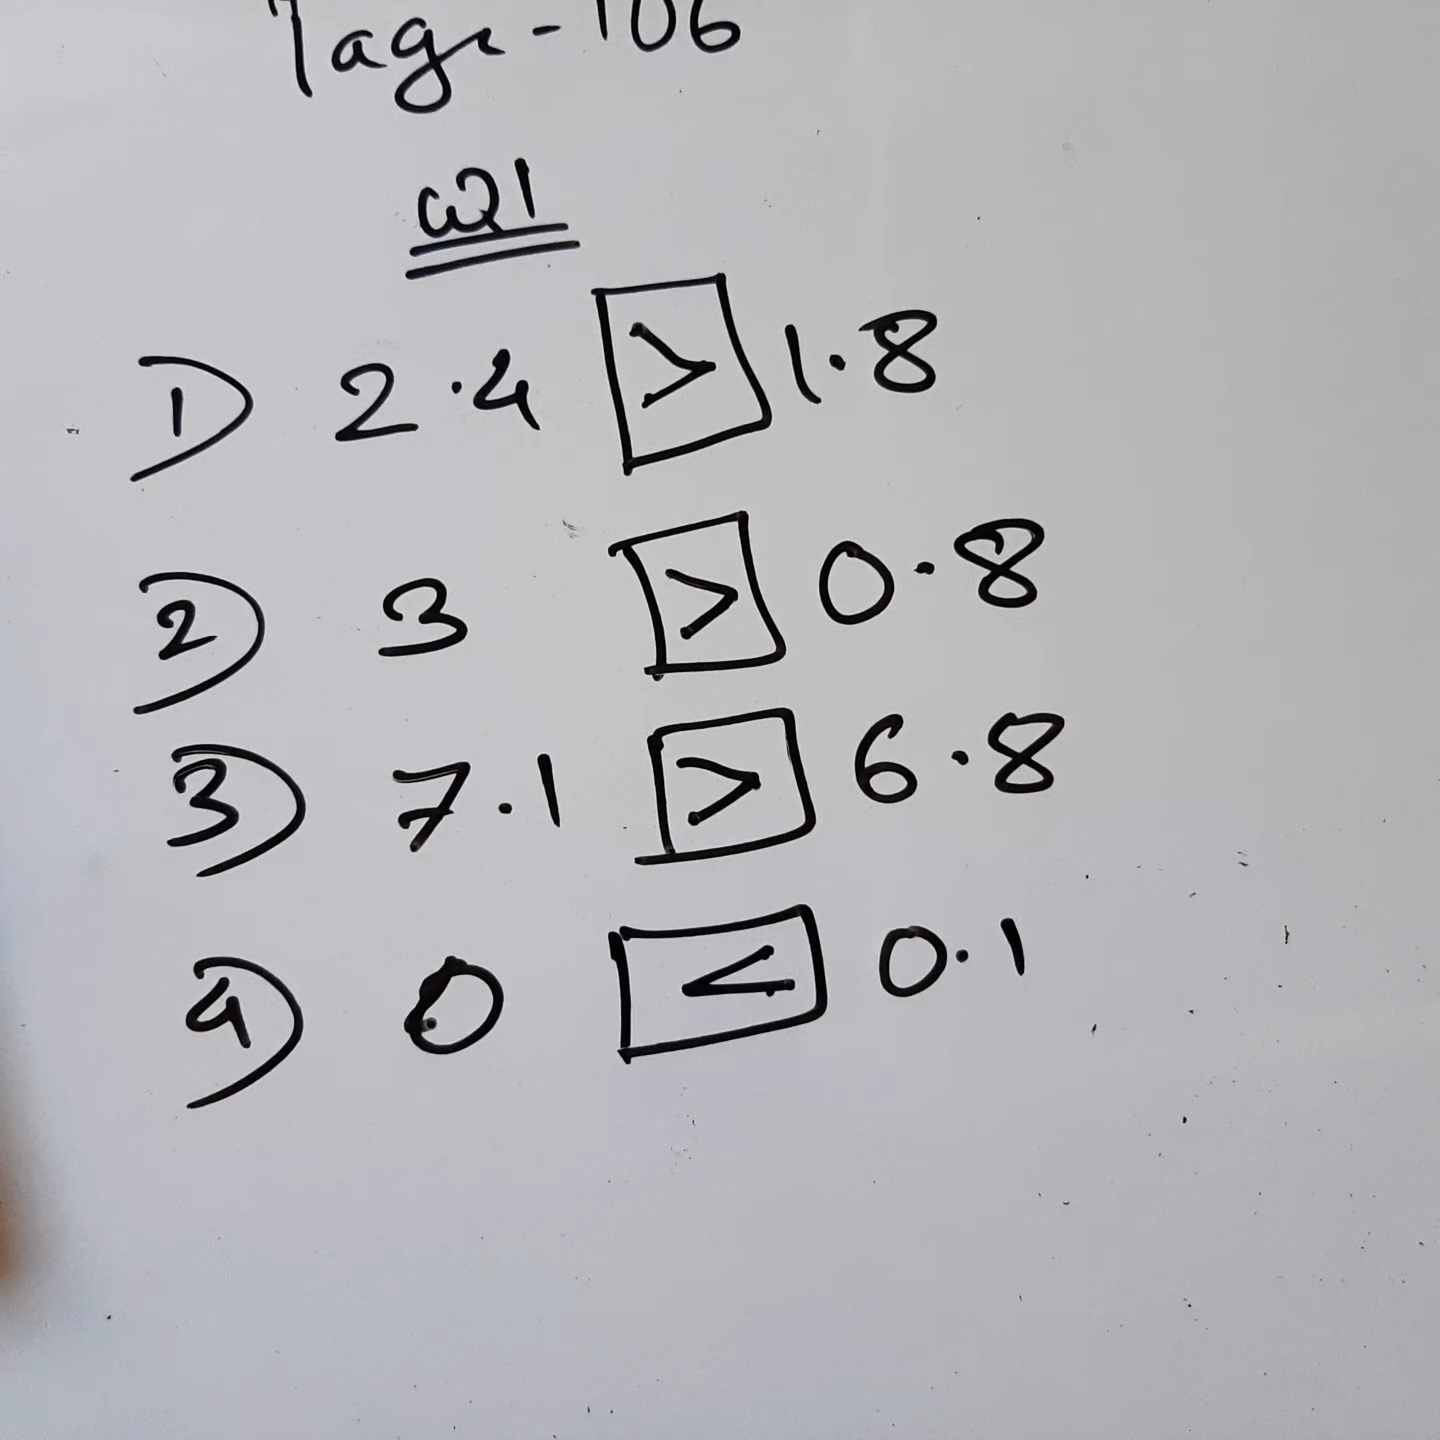 Page - 106
Q1
1) 2.4 > 1.8
2) 3 > 0.8
3) 7.1 > 6.8
4) 0 < 0.1